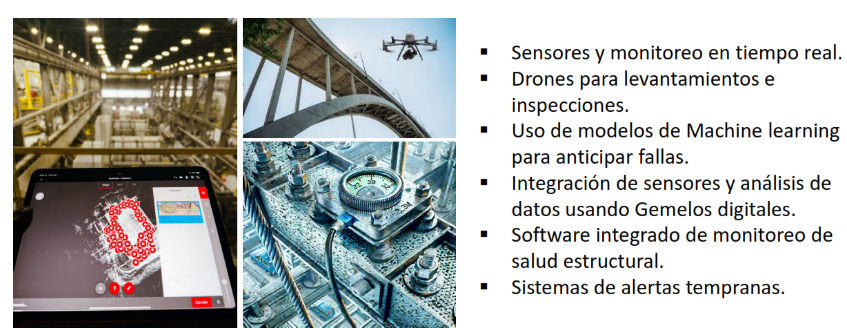 ▪ Sensores y monitoreo en tiempo real.
▪ Drones para levantamientos e
inspecciones.
▪ Uso de modelos de Machine learning
para anticipar fallas.
▪ Integración de sensores y análisis de
datos usando Gemelos digitales.
▪ Software integrado de monitoreo de
salud estructural.
▪ Sistemas de alertas tempranas.